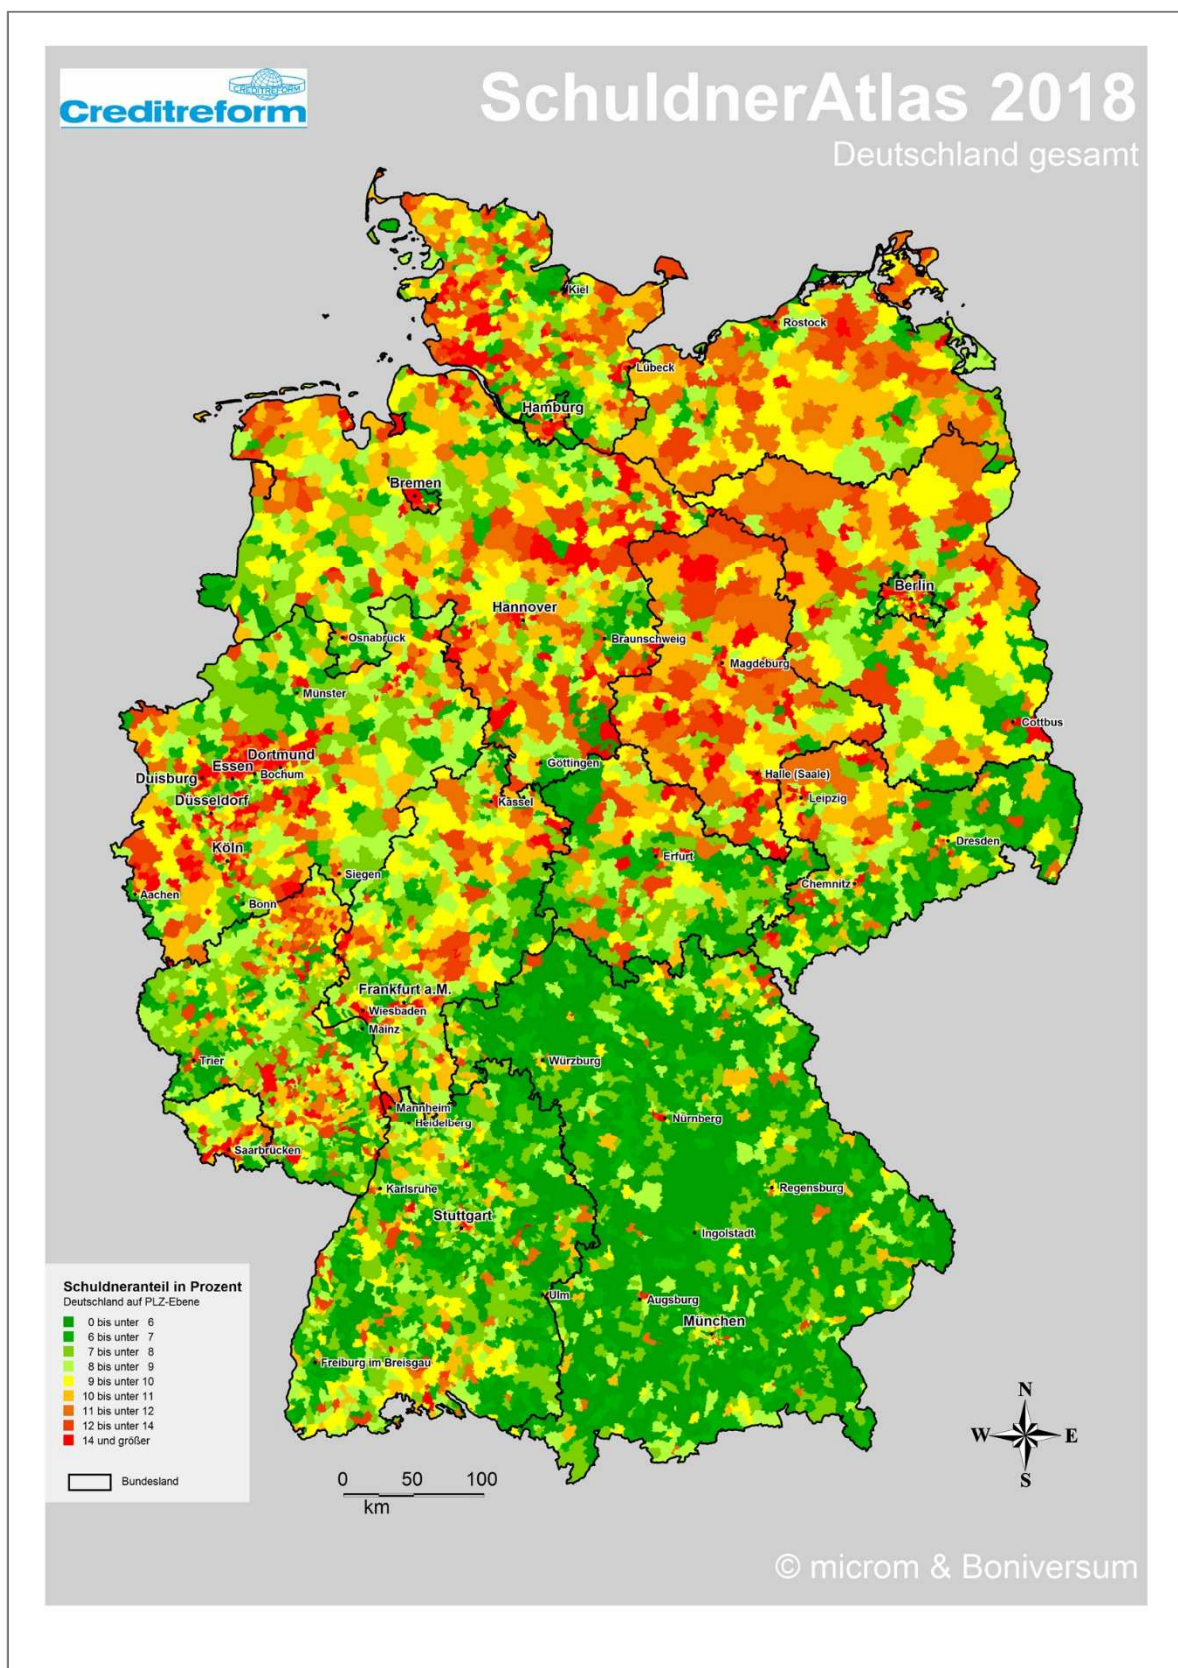 CREDITREFORM
Creditreform
SchuldnerAtlas 2018
Deutschland gesamt
Kiel
Rostock
Lübeck
Hamburg
Bremen
Berlin
Hannover
Osnabrück
Braunschweig
Magdeburg
Münster
Cottbus
Dortmund
Essen
Bochum
Duisburg
Göttingen
Halle (Saale)
Düsseldorf
Kassel
Leipzig
Köln
Dresden
Erfurt
Siegen
Chemnitz
Aachen
Bonn
Frankfurt a.M.
Wiesbaden
Mainz
Trier
Würzburg
Mannheim
Heidelberg
Nürnberg
Saarbrücken
Karlsruhe
Regensburg
Stuttgart
Ingolstadt
Ulm
Augsburg
München
Freiburg im Breisgau
Schuldneranteil in Prozent
Deutschland auf PLZ-Ebene
0 bis unter 6
6 bis unter 7
7 bis unter 8
8 bis unter 9
9 bis unter 10
10 bis unter 11
11 bis unter 12
12 bis unter 14
14 und größer
Bundesland
0 50 100
km
N
W E
S
© microm & Boniversum